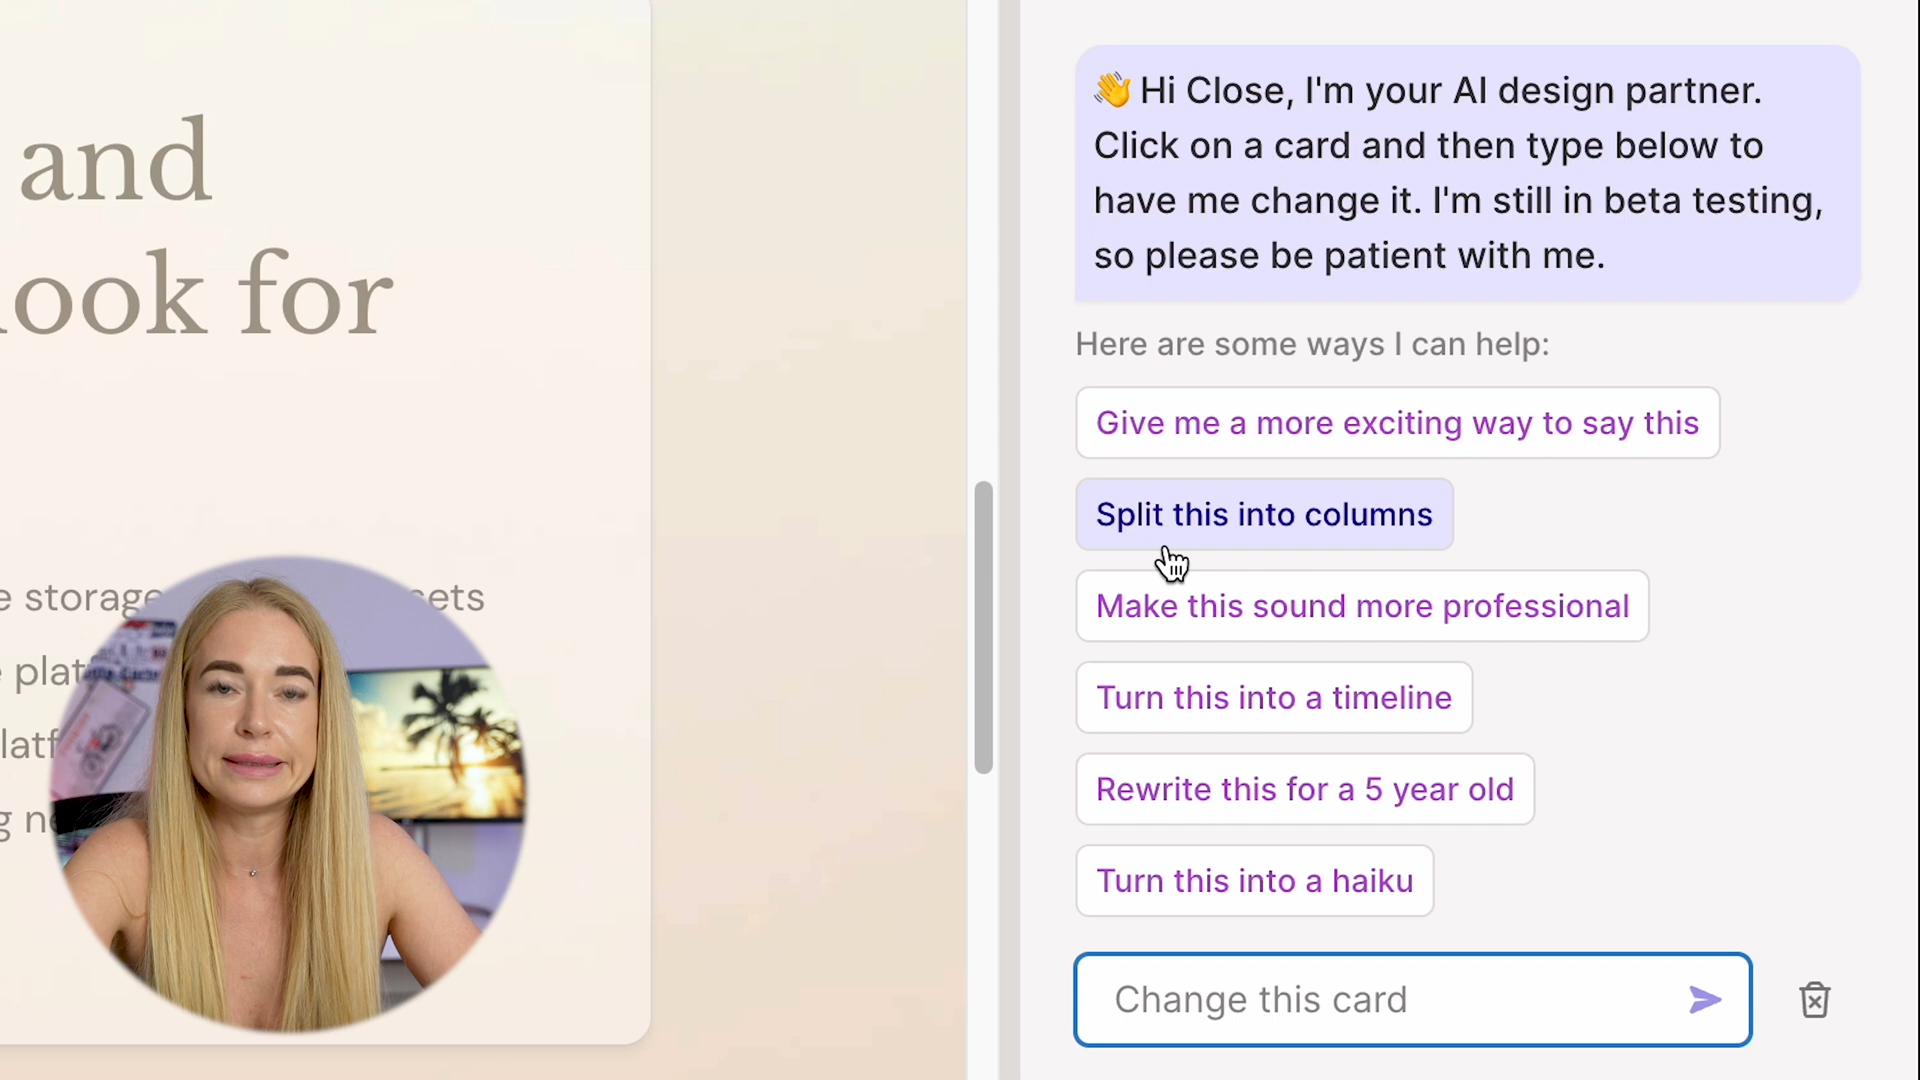 and
look for
e storage
sets
e plat
latf
g ne
👋 Hi Close, I'm your AI design partner.
Click on a card and then type below to
have me change it. I'm still in beta testing,
so please be patient with me.
Here are some ways I can help:
Give me a more exciting way to say this
Split this into columns
Make this sound more professional
Turn this into a timeline
Rewrite this for a 5 year old
Turn this into a haiku
Change this card